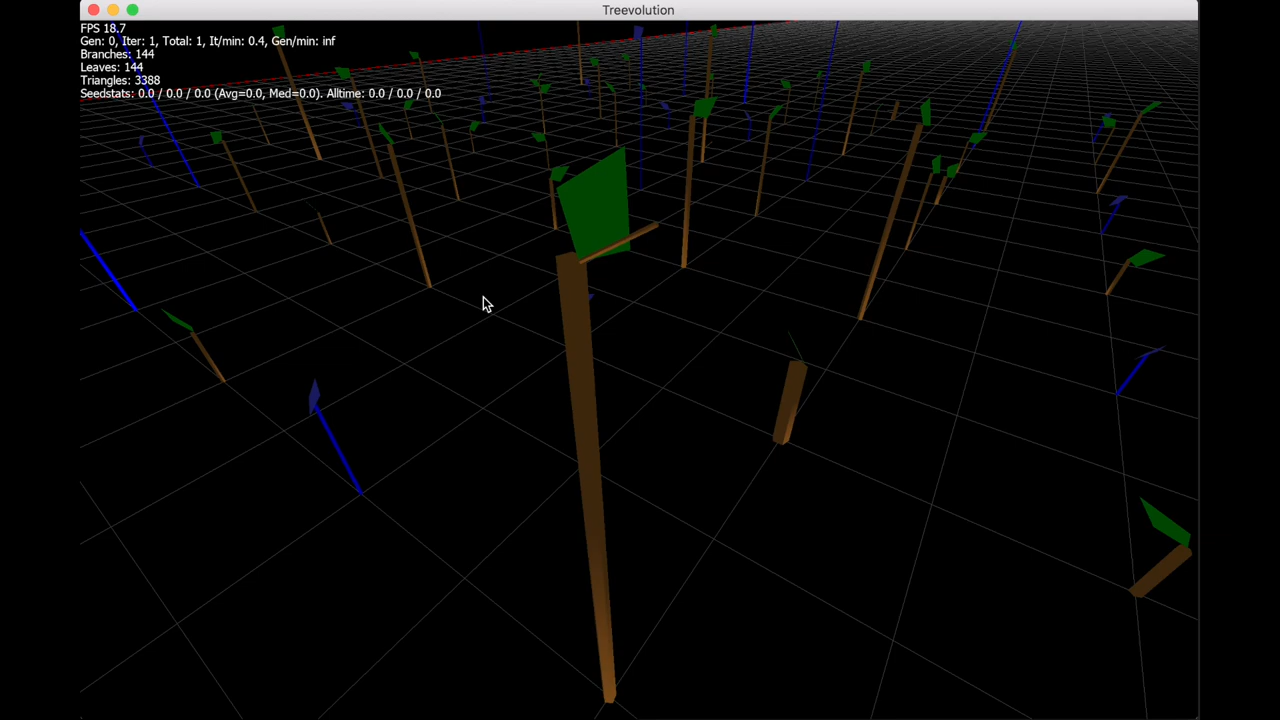 Treevolution
FPS 18.7
Gen: 0, Iter: 1, Total: 1, It/min: 0.4, Gen/min: inf
Branches: 144
Leaves: 144
Triangles: 3388
Seedstats: 0.0 / 0.0 / 0.0 (Avg=0.0, Med=0.0). Alltime: 0.0 / 0.0 / 0.0